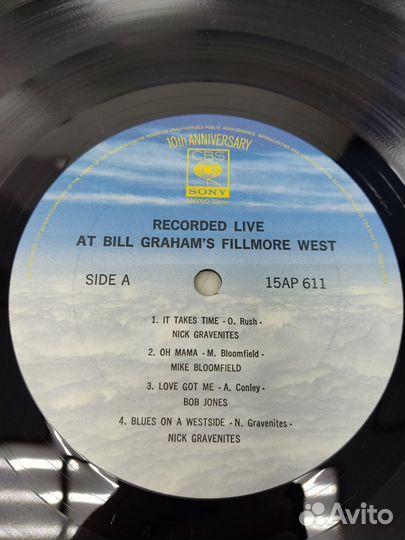 10th ANNIVERSARY
CBS
SONY
Stereo 33rpm
RECORDED LIVE
AT BILL GRAHAM'S FILLMORE WEST
SIDE A 15AP 611
1. IT TAKES TIME - O. Rush -
NICK GRAVENITES
2. OH MAMA - M. Bloomfield -
MIKE BLOOMFIELD
3. LOVE GOT ME - A. Conley -
BOB JONES
4. BLUES ON A WESTSIDE - N. Gravenites -
NICK GRAVENITES
Avito